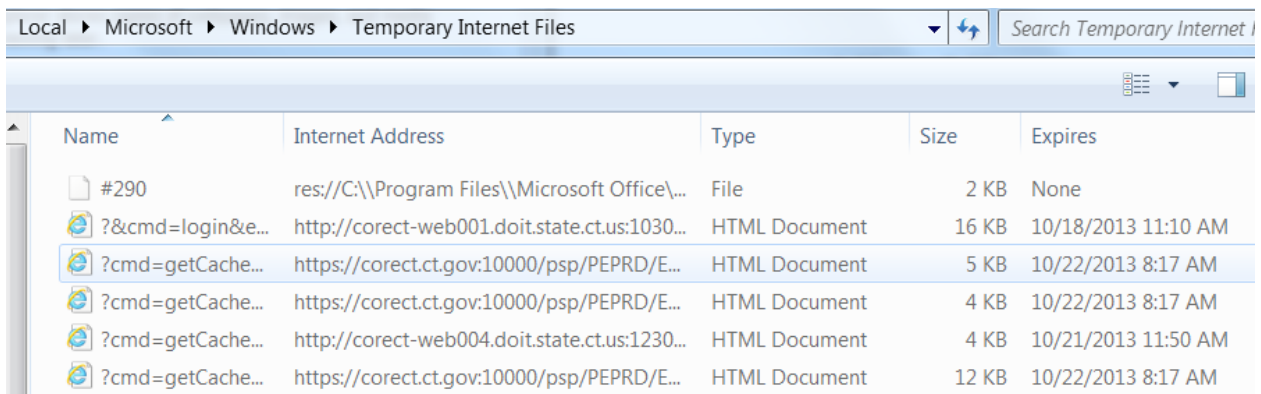 Local ▸ Microsoft ▸ Windows ▸ Temporary Internet Files Search Temporary Internet
Name Internet Address Type Size Expires
#290 res://C:\\Program Files\\Microsoft Office\... File 2 KB None
?&cmd=login&e... http://corect-web001.doit.state.ct.us:1030... HTML Document 16 KB 10/18/2013 11:10 AM
?cmd=getCache... https://corect.ct.gov:10000/psp/PEPRD/E... HTML Document 5 KB 10/22/2013 8:17 AM
?cmd=getCache... https://corect.ct.gov:10000/psp/PEPRD/E... HTML Document 4 KB 10/22/2013 8:17 AM
?cmd=getCache... http://corect-web004.doit.state.ct.us:1230... HTML Document 4 KB 10/21/2013 11:50 AM
?cmd=getCache... https://corect.ct.gov:10000/psp/PEPRD/E... HTML Document 12 KB 10/22/2013 8:17 AM